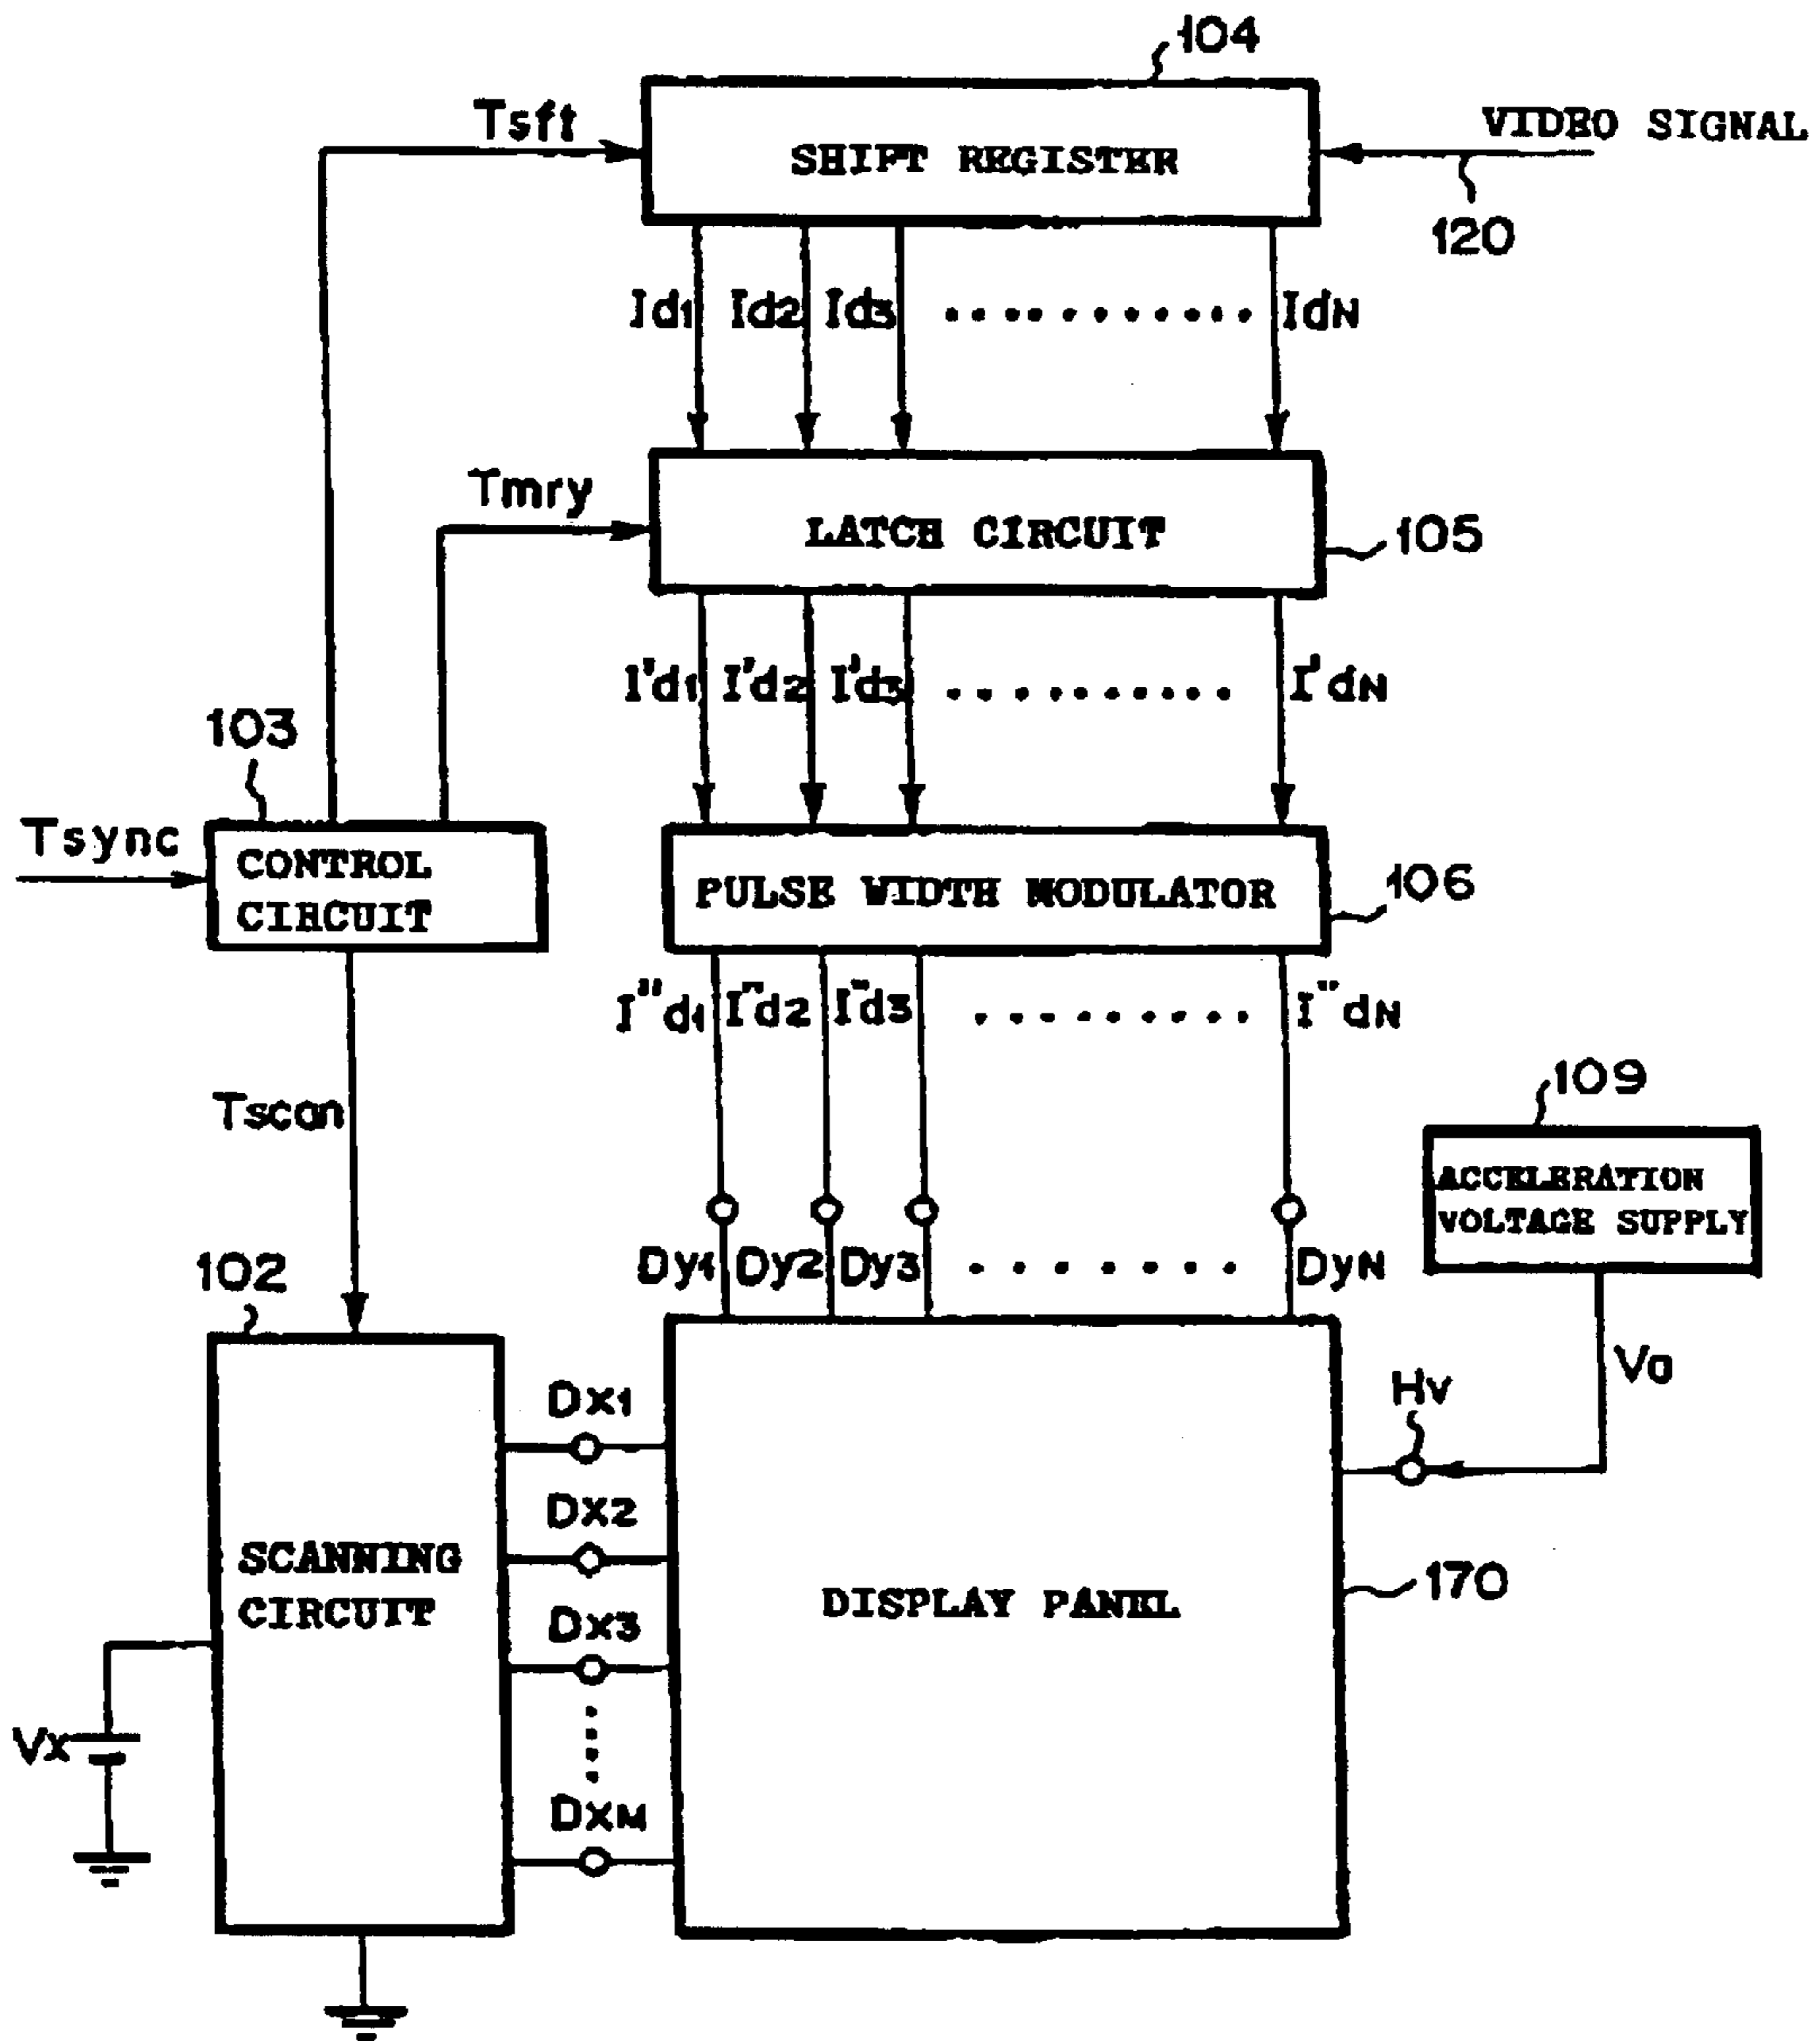 104
Tsft
VIDEO SIGNAL
SHIFT REGISTER
120
Id1 Id2 Id3 ........... IdN
Tmry
LATCH CIRCUIT
105
I'd1 I'd2 I'd3 .......... I'dN
103
Tsync
CONTROL
CIRCUIT
PULSE WIDTH MODULATOR
106
I"d1 I"d2 I"d3 ......... I"dN
109
Tscan
ACCELERATION
VOLTAGE SUPPLY
Dy1 Dy2 Dy3 ........ DyN
102
Va
Hv
Dx1
Dx2
SCANNING
CIRCUIT
170
DISPLAY PANEL
Dx3
Vx
DxM